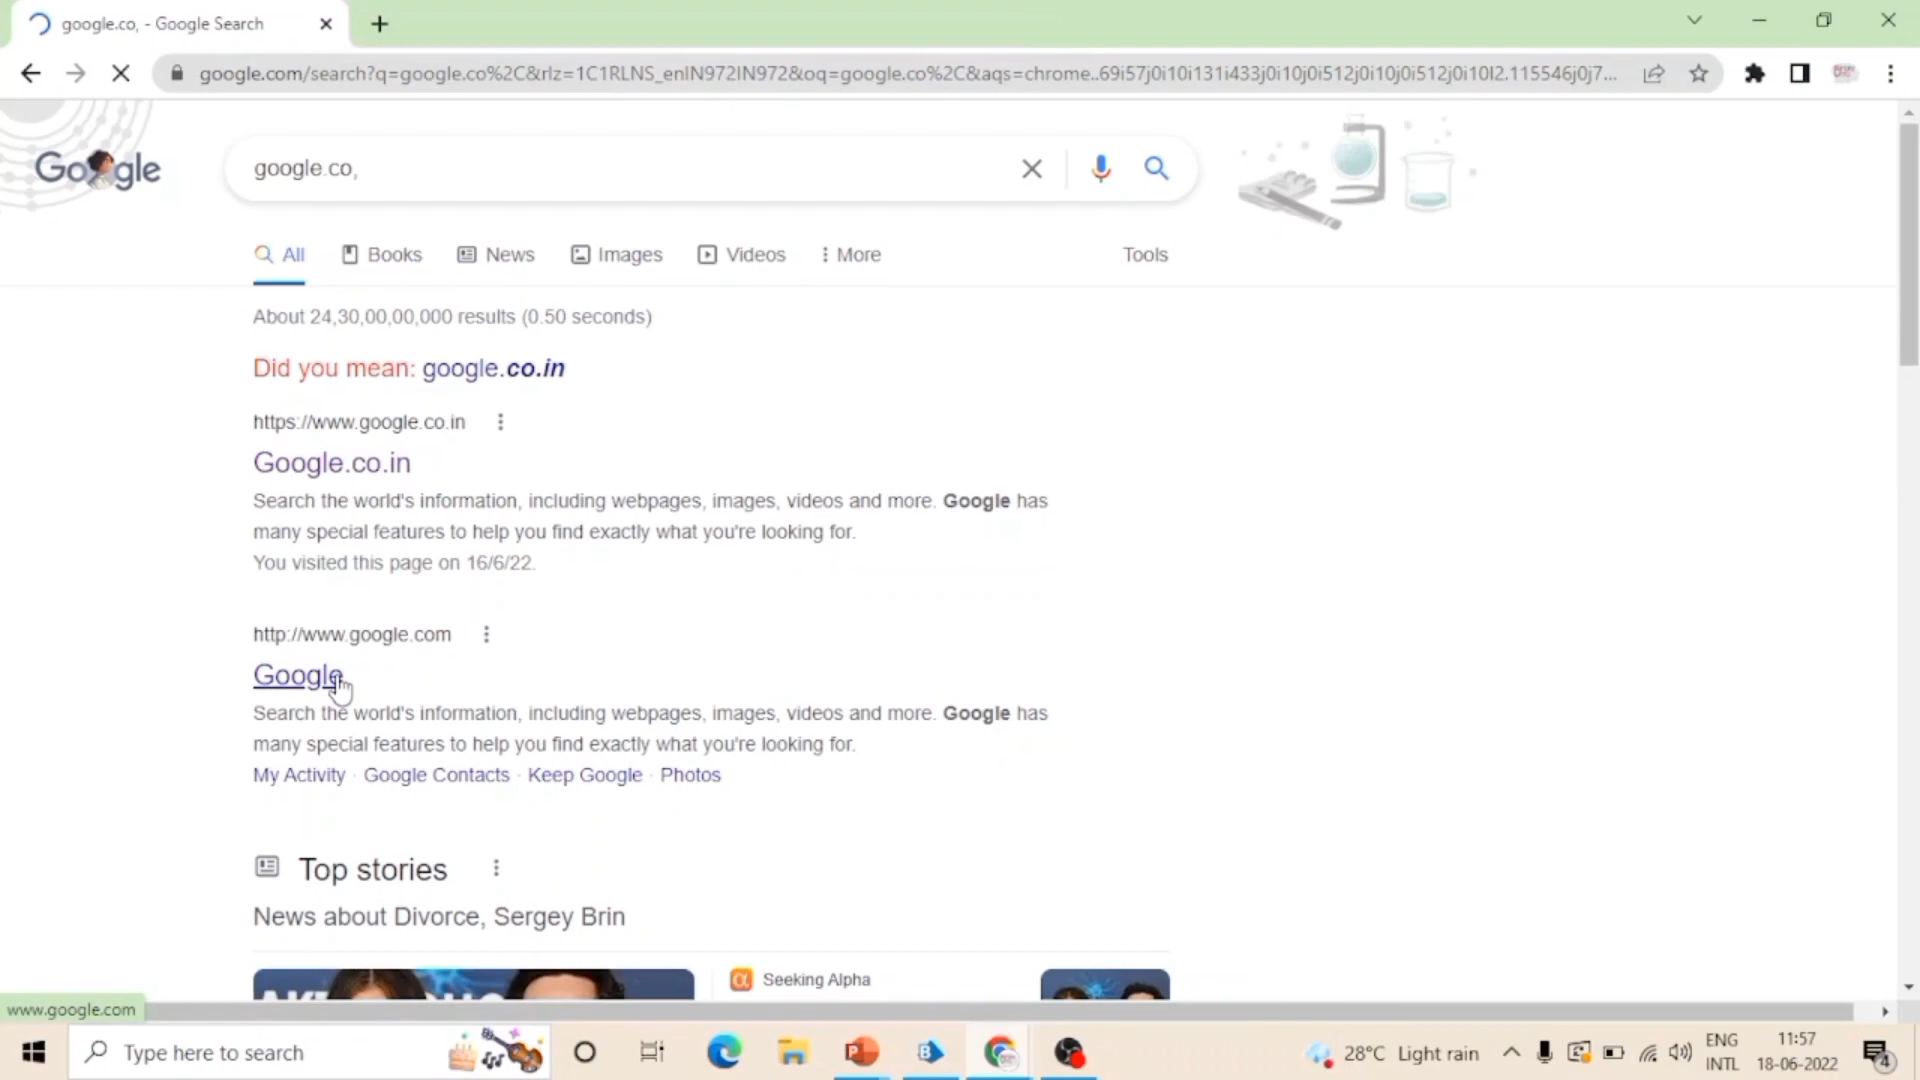 google.co, - Google Search
google.com/search?q=google.co%2C&rlz=1C1RLNS_enIN972IN972&oq=google.co%2C&aqs=chrome..69i57j0i10i131i433j0i10j0i512j0i10j0i512j0i10l2.115546j0j7...
Google
google.co,
All Books News Images Videos More Tools
About 24,30,00,00,000 results (0.50 seconds)
Did you mean: google.co.in
https://www.google.co.in
Google.co.in
Search the world's information, including webpages, images, videos and more. Google has
many special features to help you find exactly what you're looking for.
You visited this page on 16/6/22.
http://www.google.com
Google
Search the world's information, including webpages, images, videos and more. Google has
many special features to help you find exactly what you're looking for.
My Activity · Google Contacts · Keep Google · Photos
Top stories
News about Divorce, Sergey Brin
Seeking Alpha
www.google.com
Type here to search
28°C Light rain
ENG
INTL
11:57
18-06-2022
4